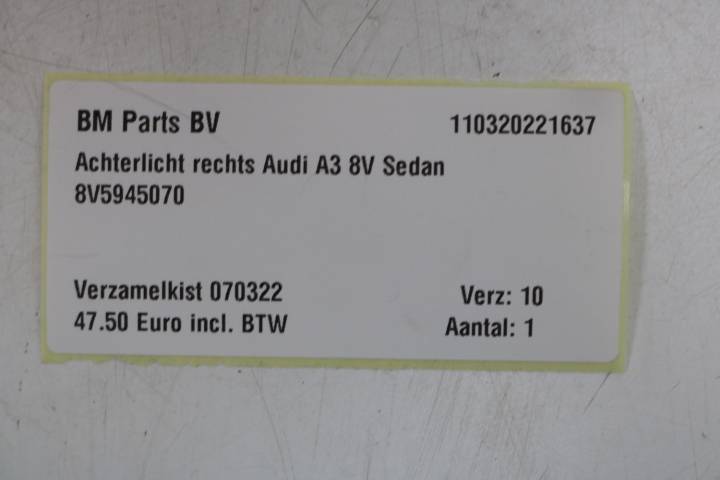 BM Parts BV 110320221637
Achterlicht rechts Audi A3 8V Sedan
8V5945070
Verzamelkist 070322 Verz: 10
47.50 Euro incl. BTW Aantal: 1